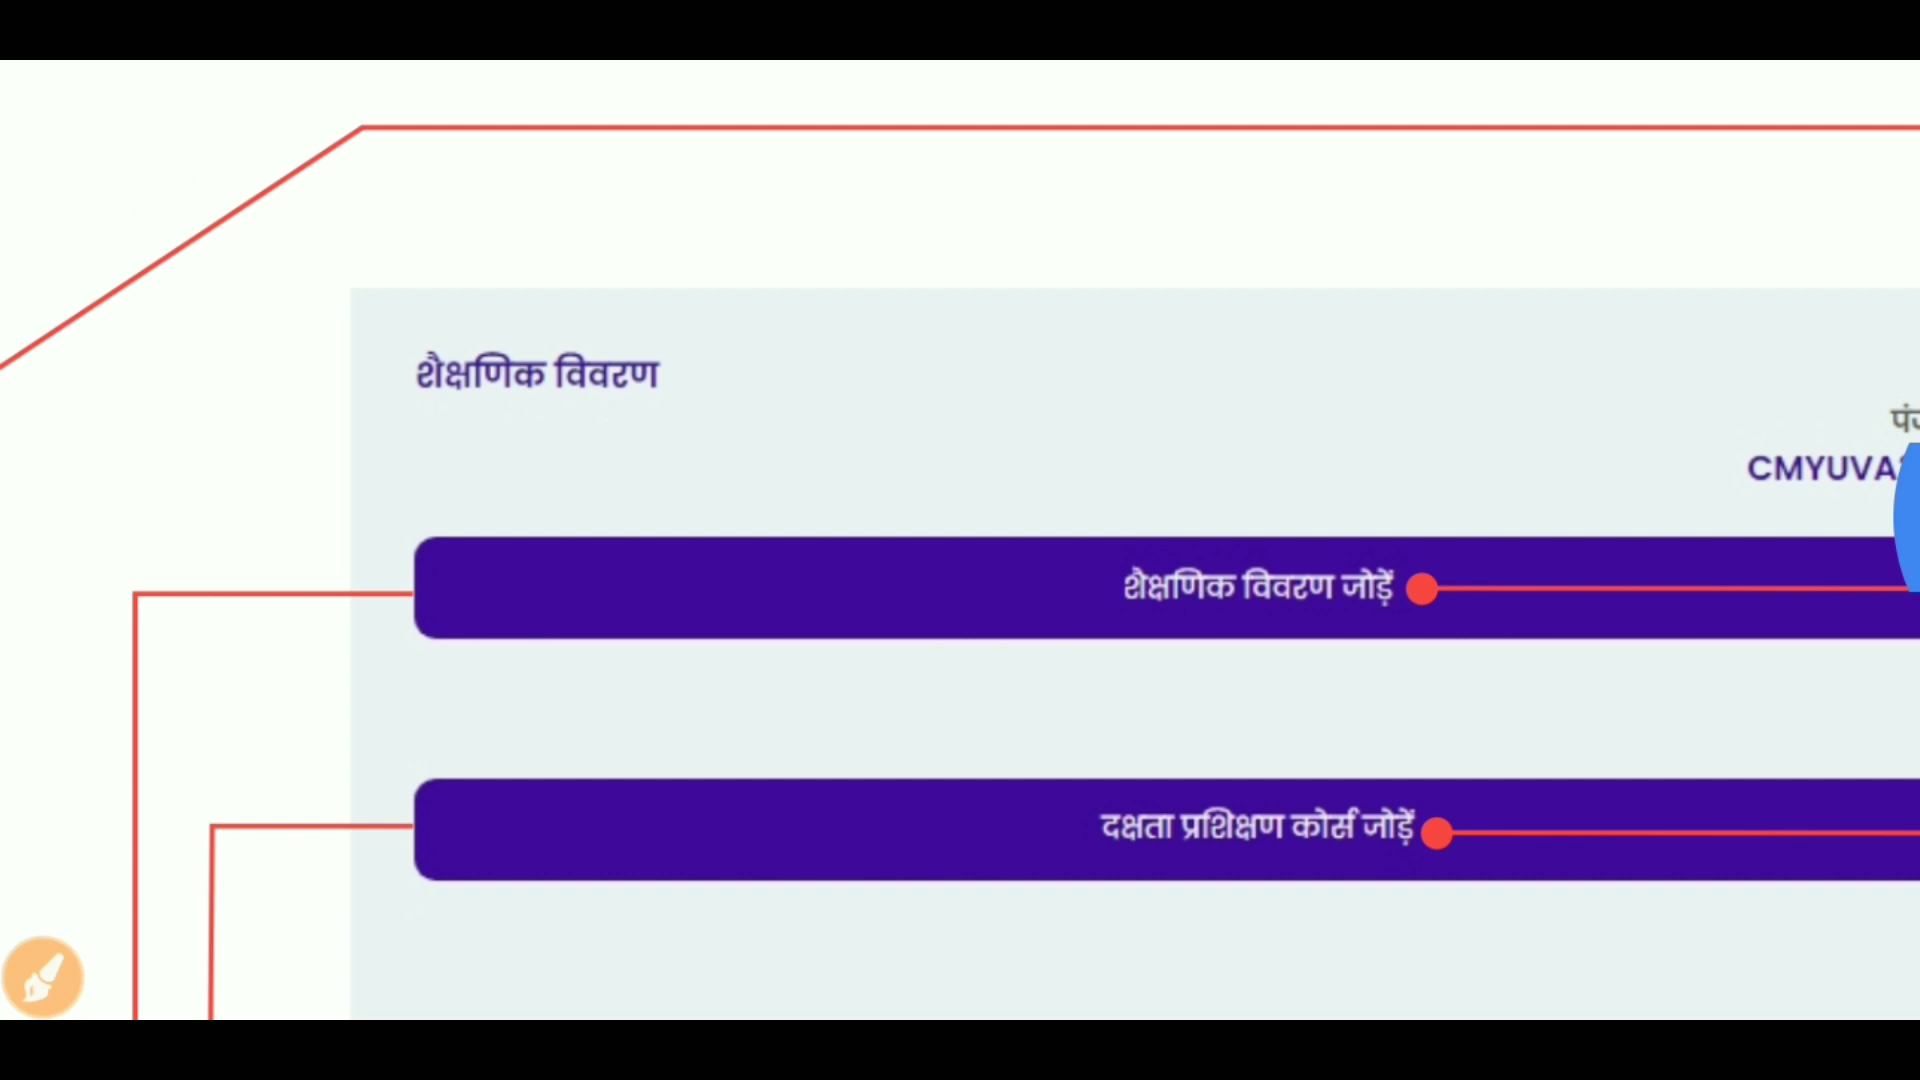 शैक्षणिक विवरण
CMYUVA
शैक्षणिक विवरण जोड़ें
दक्षता प्रशिक्षण कोर्स जोड़ें